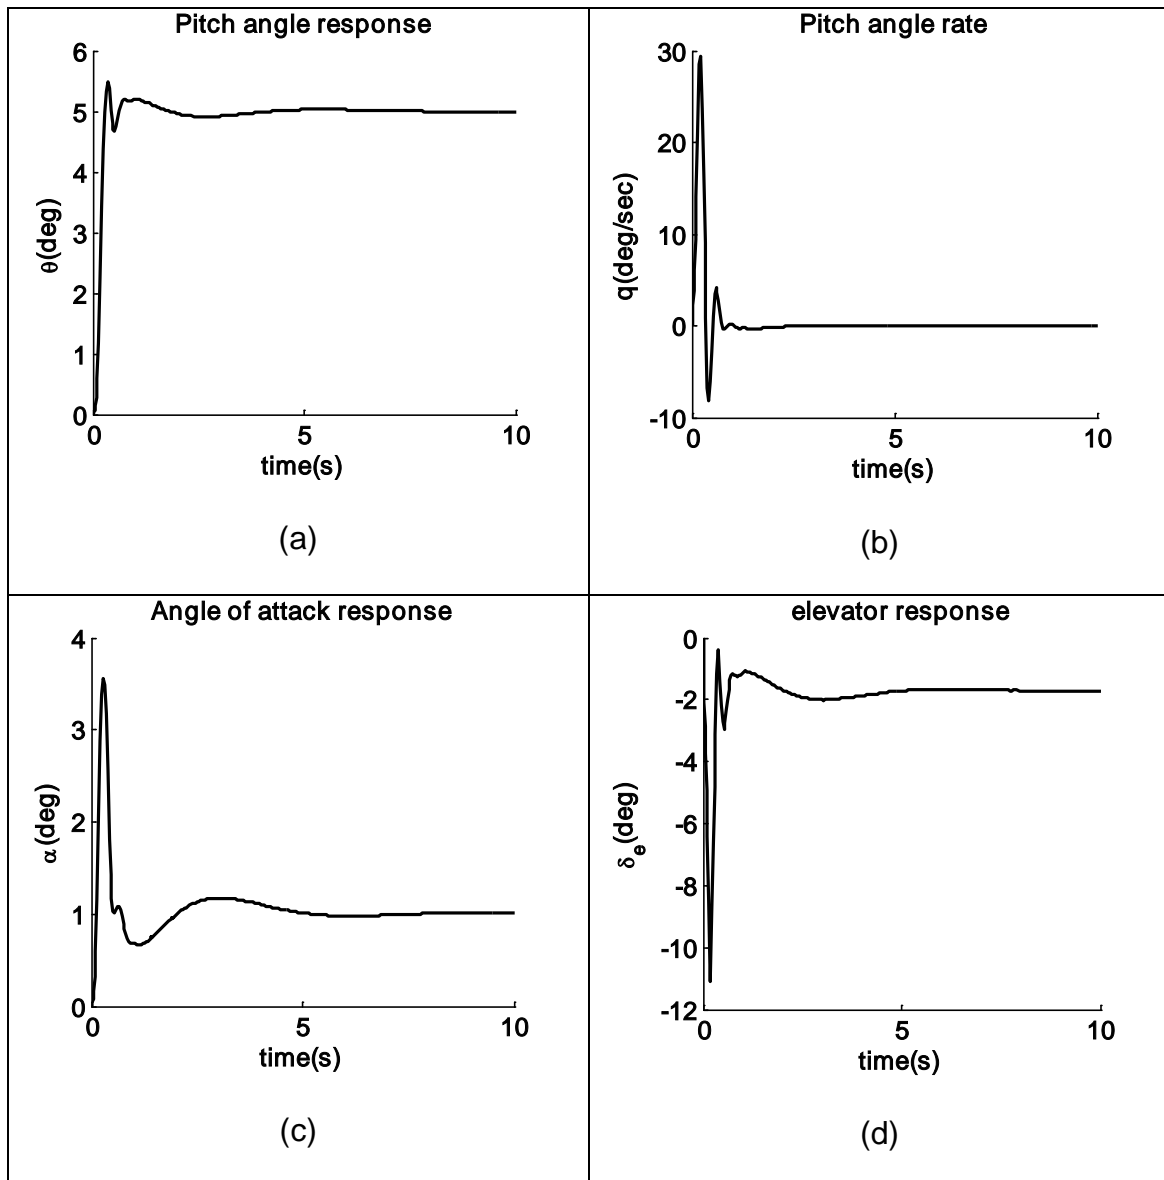 Pitch angle response
6
5
4
3
2
1
0
θ(deg)
0 5 10
time(s)
(a)
Pitch angle rate
30
20
10
0
-10
q(deg/sec)
0 5 10
time(s)
(b)
Angle of attack response
4
3
2
1
0
α(deg)
0 5 10
time(s)
(c)
elevator response
0
-2
-4
-6
-8
-10
-12
δe(deg)
0 5 10
time(s)
(d)